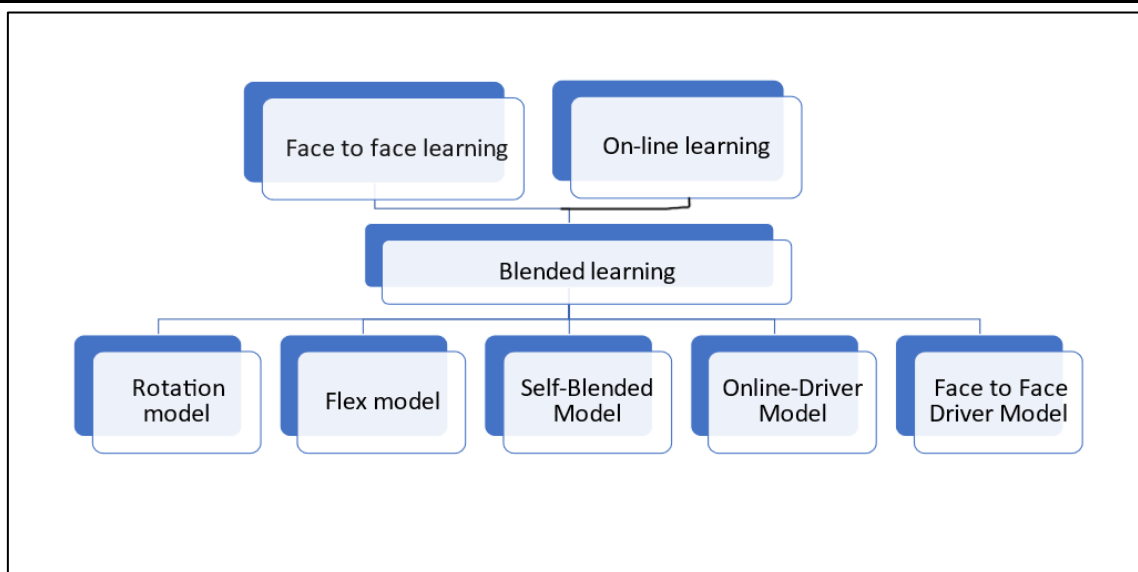 Face to face learning
On-line learning
Blended learning
Rotation
model
Flex model
Self-Blended
Model
Online-Driver
Model
Face to Face
Driver Model